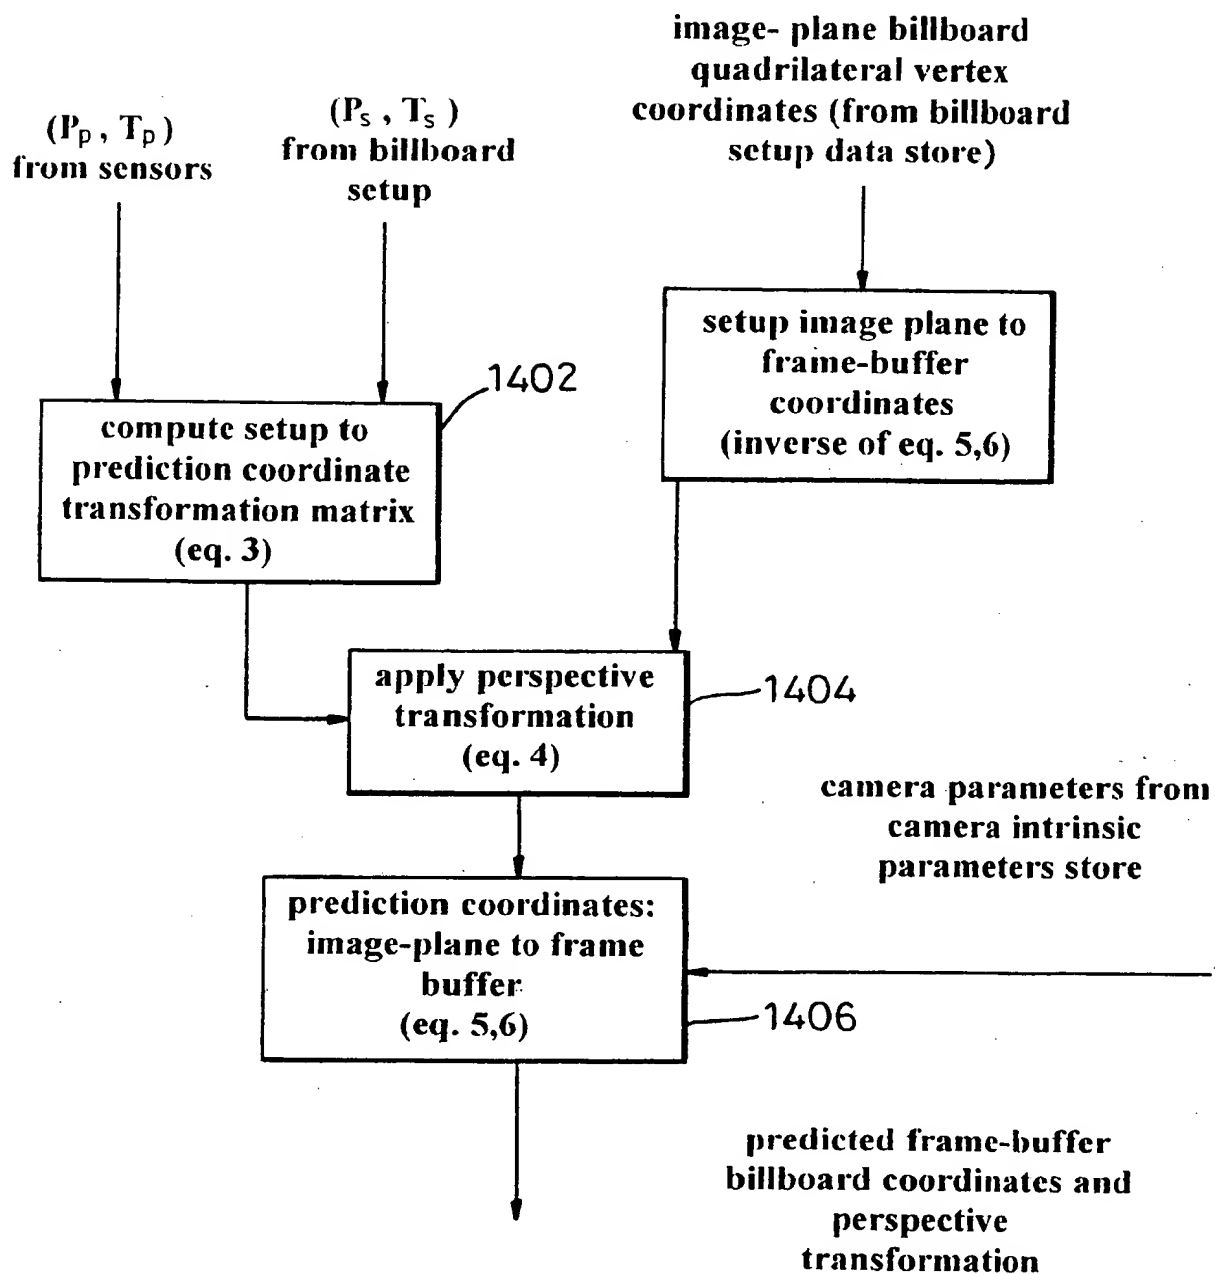 image- plane billboard
quadrilateral vertex
coordinates (from billboard
setup data store)
(Pp, Tp)
from sensors
(Ps, Ts)
from billboard
setup
setup image plane to
frame-buffer
coordinates
(inverse of eq. 5,6)
1402
compute setup to
prediction coordinate
transformation matrix
(eq. 3)
apply perspective
transformation
(eq. 4)
1404
camera parameters from
camera intrinsic
parameters store
prediction coordinates:
image-plane to frame
buffer
(eq. 5,6)
1406
predicted frame-buffer
billboard coordinates and
perspective
transformation